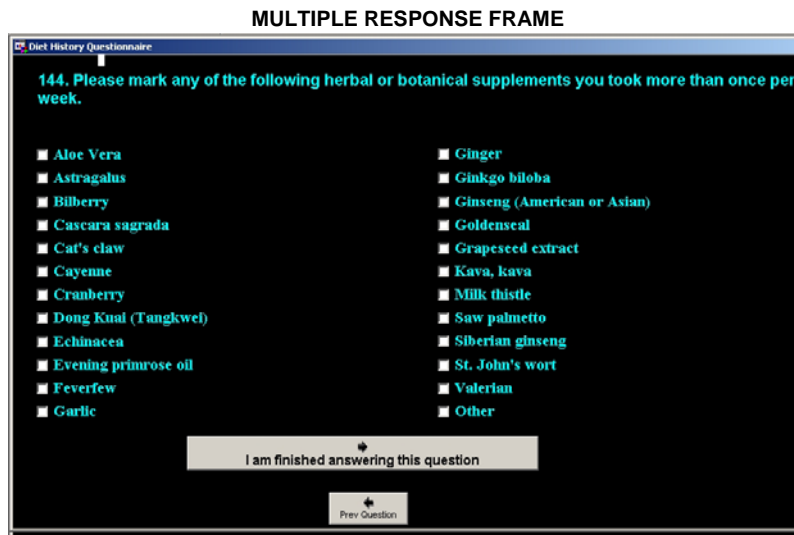 MULTIPLE RESPONSE FRAME
Diet History Questionnaire
144. Please mark any of the following herbal or botanical supplements you took more than once per
week.
Aloe Vera
Astragalus
Bilberry
Cascara sagrada
Cat's claw
Cayenne
Cranberry
Dong Kuai (Tangkwei)
Echinacea
Evening primrose oil
Feverfew
Garlic
Ginger
Ginkgo biloba
Ginseng (American or Asian)
Goldenseal
Grapeseed extract
Kava, kava
Milk thistle
Saw palmetto
Siberian ginseng
St. John's wort
Valerian
Other
I am finished answering this question
Prev Question